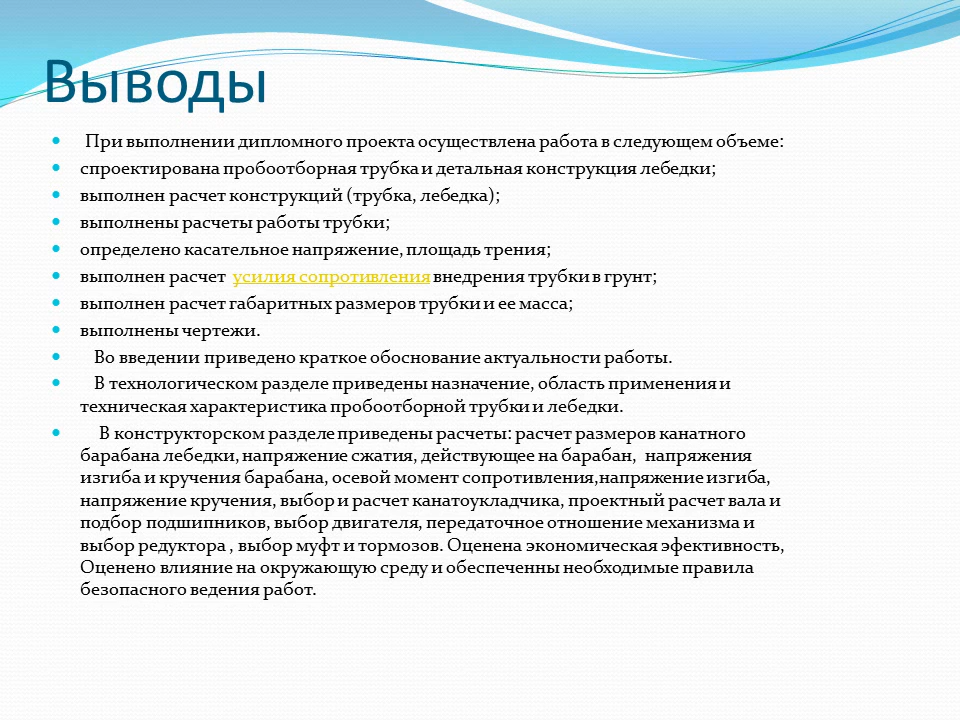 Выводы
При выполнении дипломного проекта осуществлена работа в следующем объеме:
спроектирована пробоотборная трубка и детальная конструкция лебедки;
выполнен расчет конструкций (трубка, лебедка);
выполнены расчеты работы трубки;
определено касательное напряжение, площадь трения;
выполнен расчет усилия сопротивления внедрения трубки в грунт;
выполнен расчет габаритных размеров трубки и ее масса;
выполнены чертежи.
Во введении приведено краткое обоснование актуальности работы.
В технологическом разделе приведены назначение, область применения и
техническая характеристика пробоотборной трубки и лебедки.
В конструкторском разделе приведены расчеты: расчет размеров канатного
барабана лебедки, напряжение сжатия, действующее на барабан, напряжения
изгиба и кручения барабана, осевой момент сопротивления,напряжение изгиба,
напряжение кручения, выбор и расчет канатоукладчика, проектный расчет вала и
подбор подшипников, выбор двигателя, передаточное отношение механизма и
выбор редуктора , выбор муфт и тормозов. Оценена экономическая эфективность,
Оценено влияние на окружающую среду и обеспеченны необходимые правила
безопасного ведения работ.